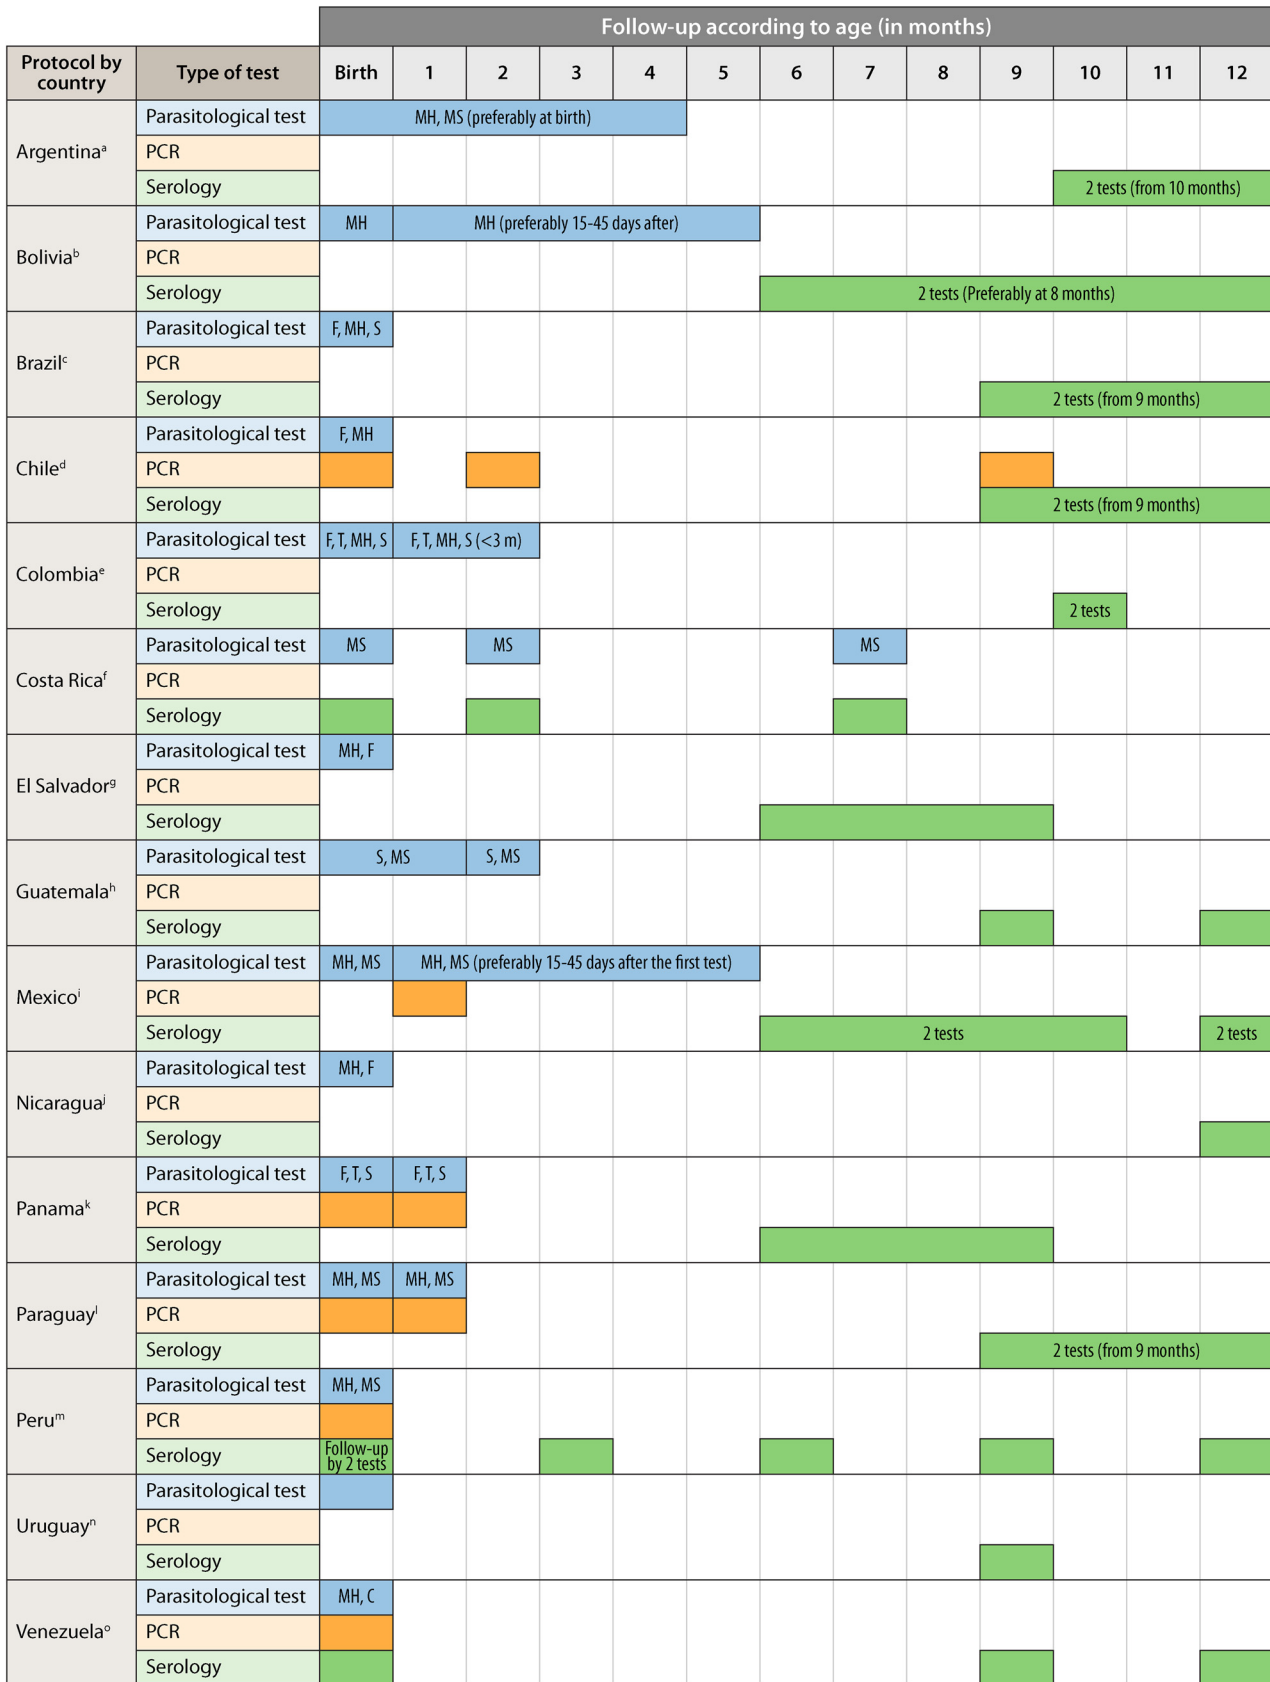 Follow-up according to age (in months)
Protocol by country Type of test Birth 1 2 3 4 5 6 7 8 9 10 11 12
Argentinaᵃ
Parasitological test MH, MS (preferably at birth)
PCR
Serology 2 tests (from 10 months)
Boliviaᵇ
Parasitological test MH MH (preferably 15-45 days after)
PCR
Serology 2 tests (Preferably at 8 months)
Brazilᶜ
Parasitological test F, MH, S
PCR
Serology 2 tests (from 9 months)
Chileᵈ
Parasitological test F, MH
PCR
Serology 2 tests (from 9 months)
Colombiaᵉ
Parasitological test F, T, MH, S F, T, MH, S (<3 m)
PCR
Serology 2 tests
Costa Ricaᶠ
Parasitological test MS MS MS
PCR
Serology
El Salvadorᵍ
Parasitological test MH, F
PCR
Serology
Guatemalaʰ
Parasitological test S, MS S, MS
PCR
Serology
Mexicoⁱ
Parasitological test MH, MS MH, MS (preferably 15-45 days after the first test)
PCR
Serology 2 tests 2 tests
Nicaraguaʲ
Parasitological test MH, F
PCR
Serology
Panamaᵏ
Parasitological test F, T, S F, T, S
PCR
Serology
Paraguayˡ
Parasitological test MH, MS MH, MS
PCR
Serology 2 tests (from 9 months)
Peruᵐ
Parasitological test MH, MS
PCR
Serology Follow-up by 2 tests
Uruguayⁿ
Parasitological test
PCR
Serology
Venezuelaᵒ
Parasitological test MH, C
PCR
Serology